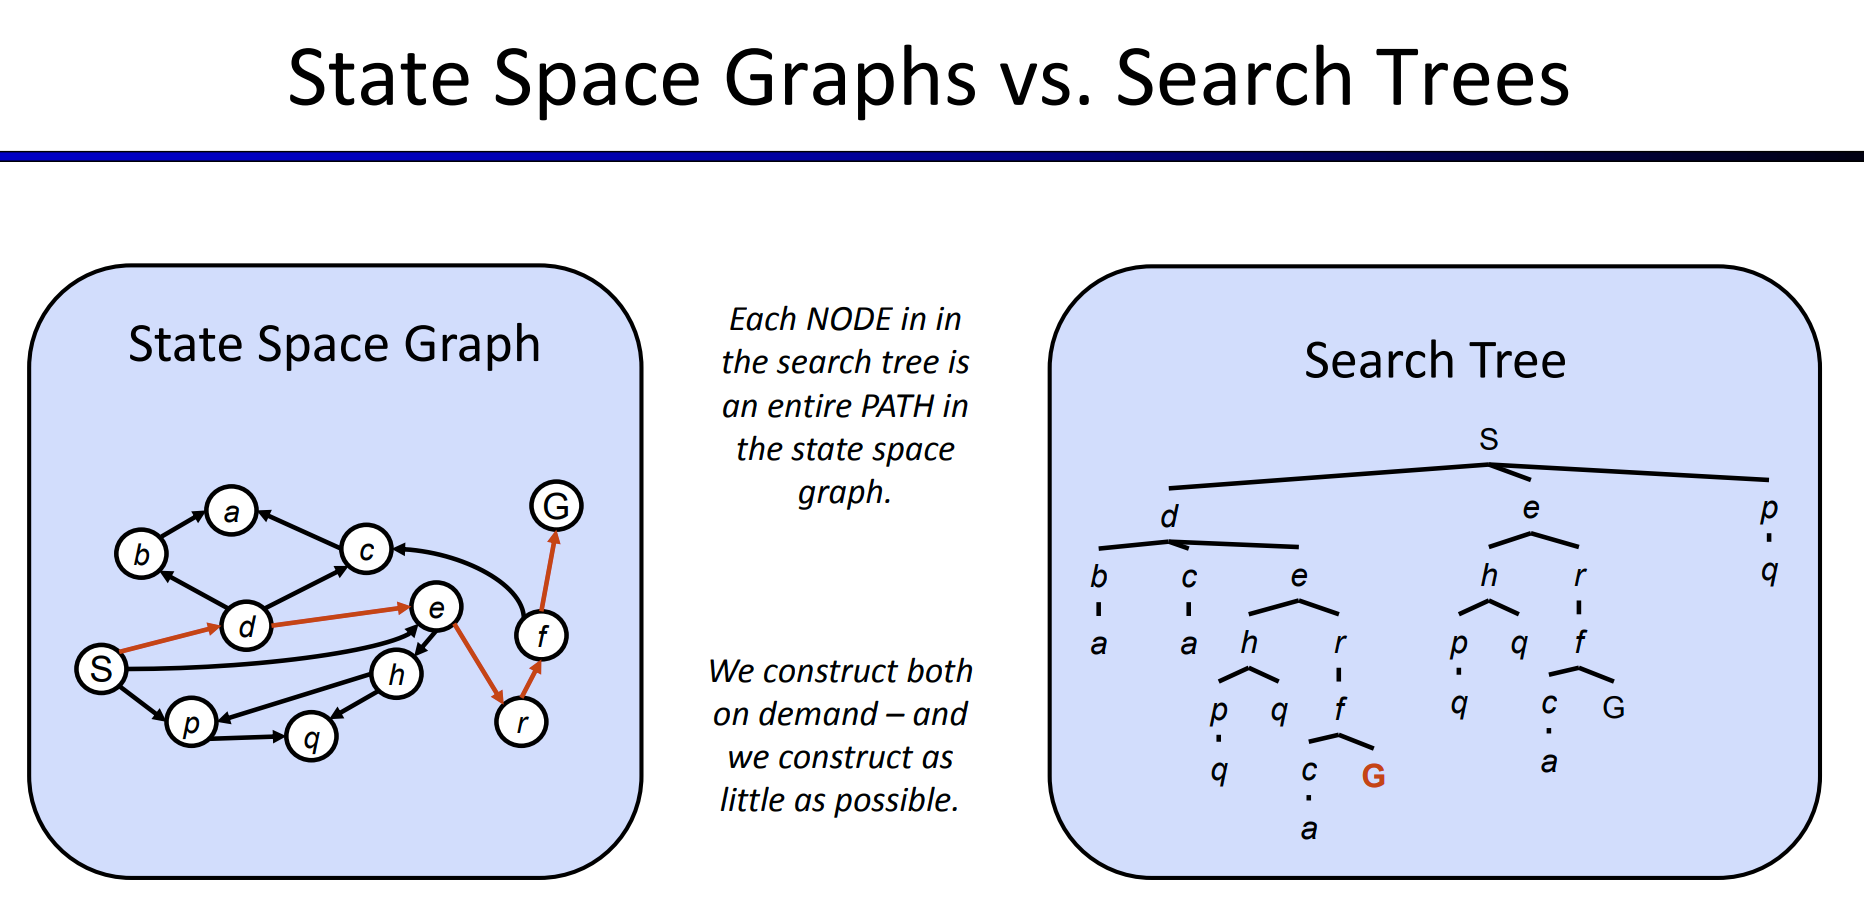 State Space Graphs vs. Search Trees
State Space Graph
a
G
b
c
e
d
f
S
h
p
q
r
Each NODE in in
the search tree is
an entire PATH in
the state space
graph.
We construct both
on demand – and
we construct as
little as possible.
Search Tree
S
d e p
b c e h r q
a a h r p q f
p q f q c G
q c G a
a